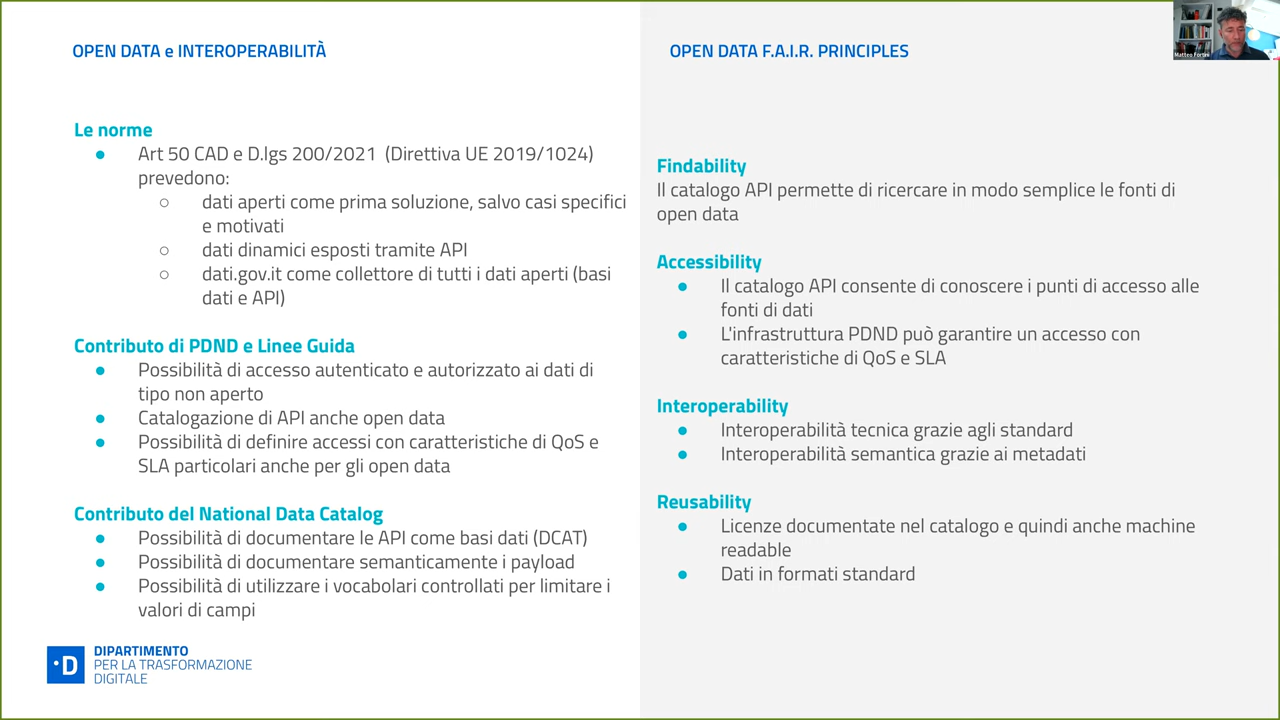 OPEN DATA e INTEROPERABILITÀ
Le norme
● Art 50 CAD e D.lgs 200/2021 (Direttiva UE 2019/1024)
prevedono:
○ dati aperti come prima soluzione, salvo casi specifici
e motivati
○ dati dinamici esposti tramite API
○ dati.gov.it come collettore di tutti i dati aperti (basi
dati e API)
Contributo di PDND e Linee Guida
● Possibilità di accesso autenticato e autorizzato ai dati di
tipo non aperto
● Catalogazione di API anche open data
● Possibilità di definire accessi con caratteristiche di QoS e
SLA particolari anche per gli open data
Contributo del National Data Catalog
● Possibilità di documentare le API come basi dati (DCAT)
● Possibilità di documentare semanticamente i payload
● Possibilità di utilizzare i vocabolari controllati per limitare i
valori di campi
D
DIPARTIMENTO
PER LA TRASFORMAZIONE
DIGITALE
OPEN DATA F.A.I.R. PRINCIPLES
Findability
Il catalogo API permette di ricercare in modo semplice le fonti di
open data
Accessibility
● Il catalogo API consente di conoscere i punti di accesso alle
fonti di dati
● L'infrastruttura PDND può garantire un accesso con
caratteristiche di QoS e SLA
Interoperability
● Interoperabilità tecnica grazie agli standard
● Interoperabilità semantica grazie ai metadati
Reusability
● Licenze documentate nel catalogo e quindi anche machine
readable
● Dati in formati standard
Matteo Fortini